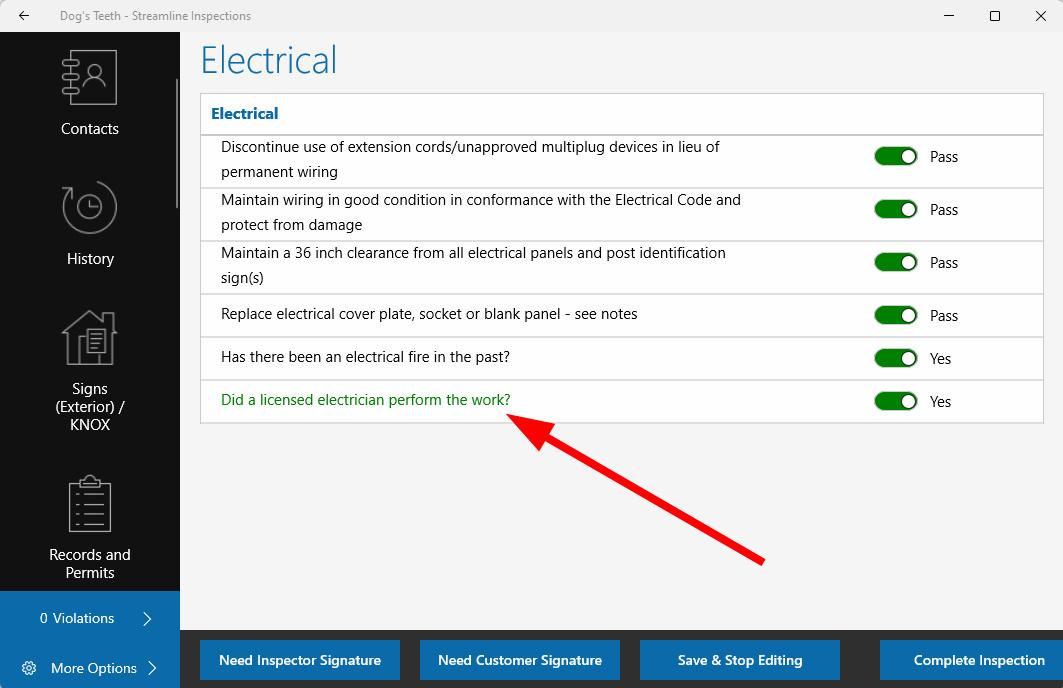 Dog's Teeth - Streamline Inspections
Contacts
History
Signs
(Exterior) /
KNOX
Records and
Permits
0 Violations
More Options
Electrical
Electrical
Discontinue use of extension cords/unapproved multiplug devices in lieu of
permanent wiring
Pass
Maintain wiring in good condition in conformance with the Electrical Code and
protect from damage
Pass
Maintain a 36 inch clearance from all electrical panels and post identification
sign(s)
Pass
Replace electrical cover plate, socket or blank panel - see notes
Pass
Has there been an electrical fire in the past?
Yes
Did a licensed electrician perform the work?
Yes
Need Inspector Signature
Need Customer Signature
Save & Stop Editing
Complete Inspection